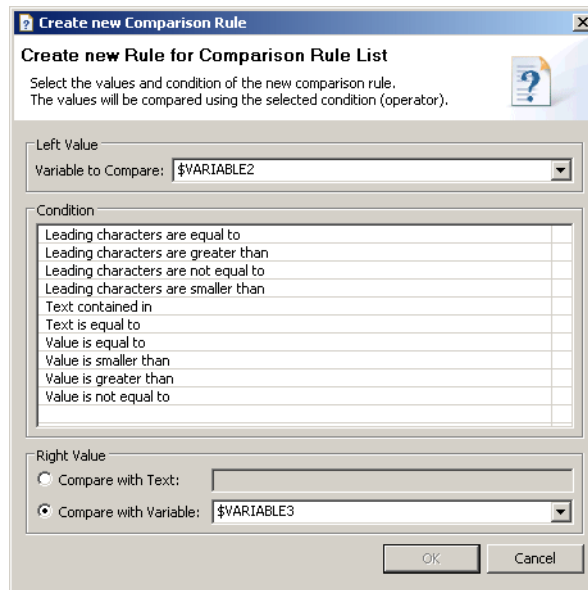 Create new Comparison Rule
Create new Rule for Comparison Rule List
Select the values and condition of the new comparison rule.
The values will be compared using the selected condition (operator).
Left Value
Variable to Compare: $VARIABLE2
Condition
Leading characters are equal to
Leading characters are greater than
Leading characters are not equal to
Leading characters are smaller than
Text contained in
Text is equal to
Value is equal to
Value is smaller than
Value is greater than
Value is not equal to
Right Value
Compare with Text:
Compare with Variable: $VARIABLE3
OK Cancel